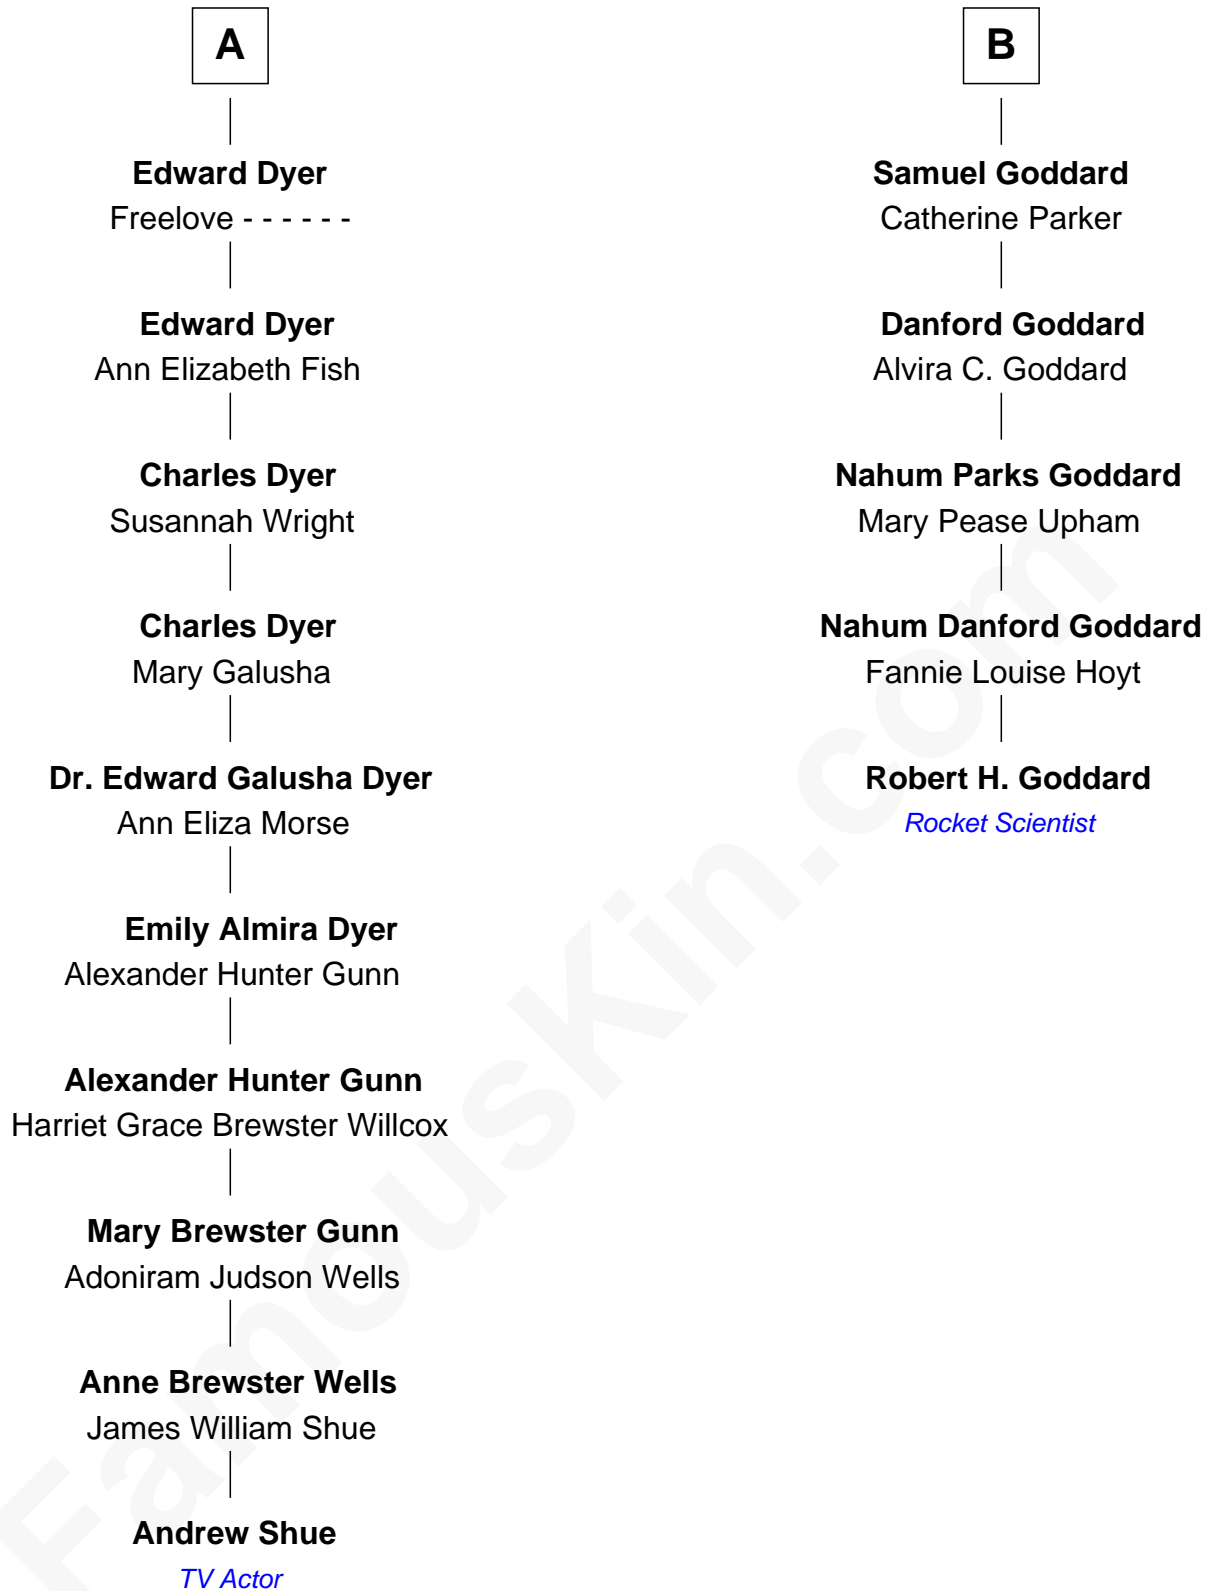 A
Edward Dyer
Freelove - - - - - -
Edward Dyer
Ann Elizabeth Fish
Charles Dyer
Susannah Wright
Charles Dyer
Mary Galusha
Dr. Edward Galusha Dyer
Ann Eliza Morse
Emily Almira Dyer
Alexander Hunter Gunn
Alexander Hunter Gunn
Harriet Grace Brewster Willcox
Mary Brewster Gunn
Adoniram Judson Wells
Anne Brewster Wells
James William Shue
Andrew Shue
TV Actor
B
Samuel Goddard
Catherine Parker
Danford Goddard
Alvira C. Goddard
Nahum Parks Goddard
Mary Pease Upham
Nahum Danford Goddard
Fannie Louise Hoyt
Robert H. Goddard
Rocket Scientist
FamousKin.com